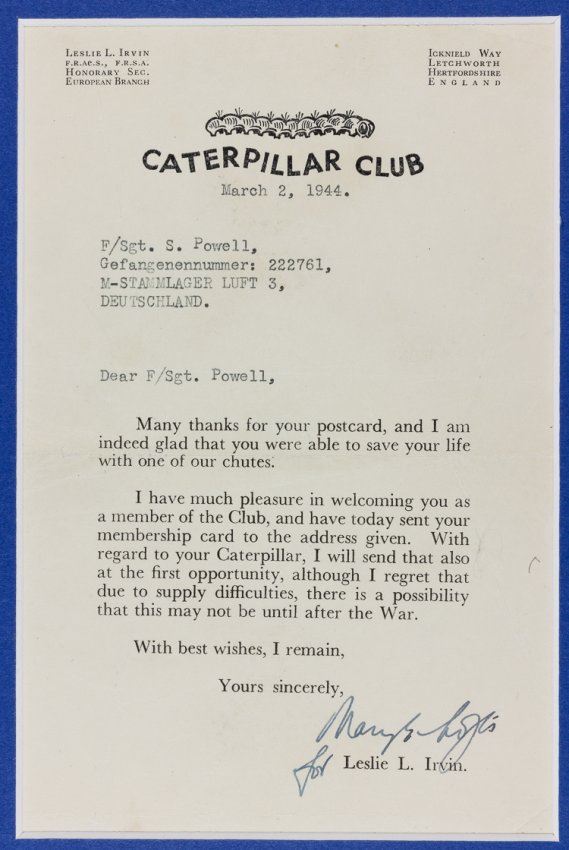 LESLIE L. IRVIN
F.R.AE.S., F.R.S.A.
HONORARY SEC.
EUROPEAN BRANCH
ICKNIELD WAY
LETCHWORTH
HERTFORDSHIRE
ENGLAND
CATERPILLAR CLUB
March 2, 1944.
F/Sgt. S. Powell,
Gefangenennummer: 222761,
M-STAMMLAGER LUFT 3,
DEUTSCHLAND.
Dear F/Sgt. Powell,
Many thanks for your postcard, and I am
indeed glad that you were able to save your life
with one of our chutes.
I have much pleasure in welcoming you as
a member of the Club, and have today sent your
membership card to the address given. With
regard to your Caterpillar, I will send that also
at the first opportunity, although I regret that
due to supply difficulties, there is a possibility
that this may not be until after the War.
With best wishes, I remain,
Yours sincerely,
for Leslie L. Irvin.